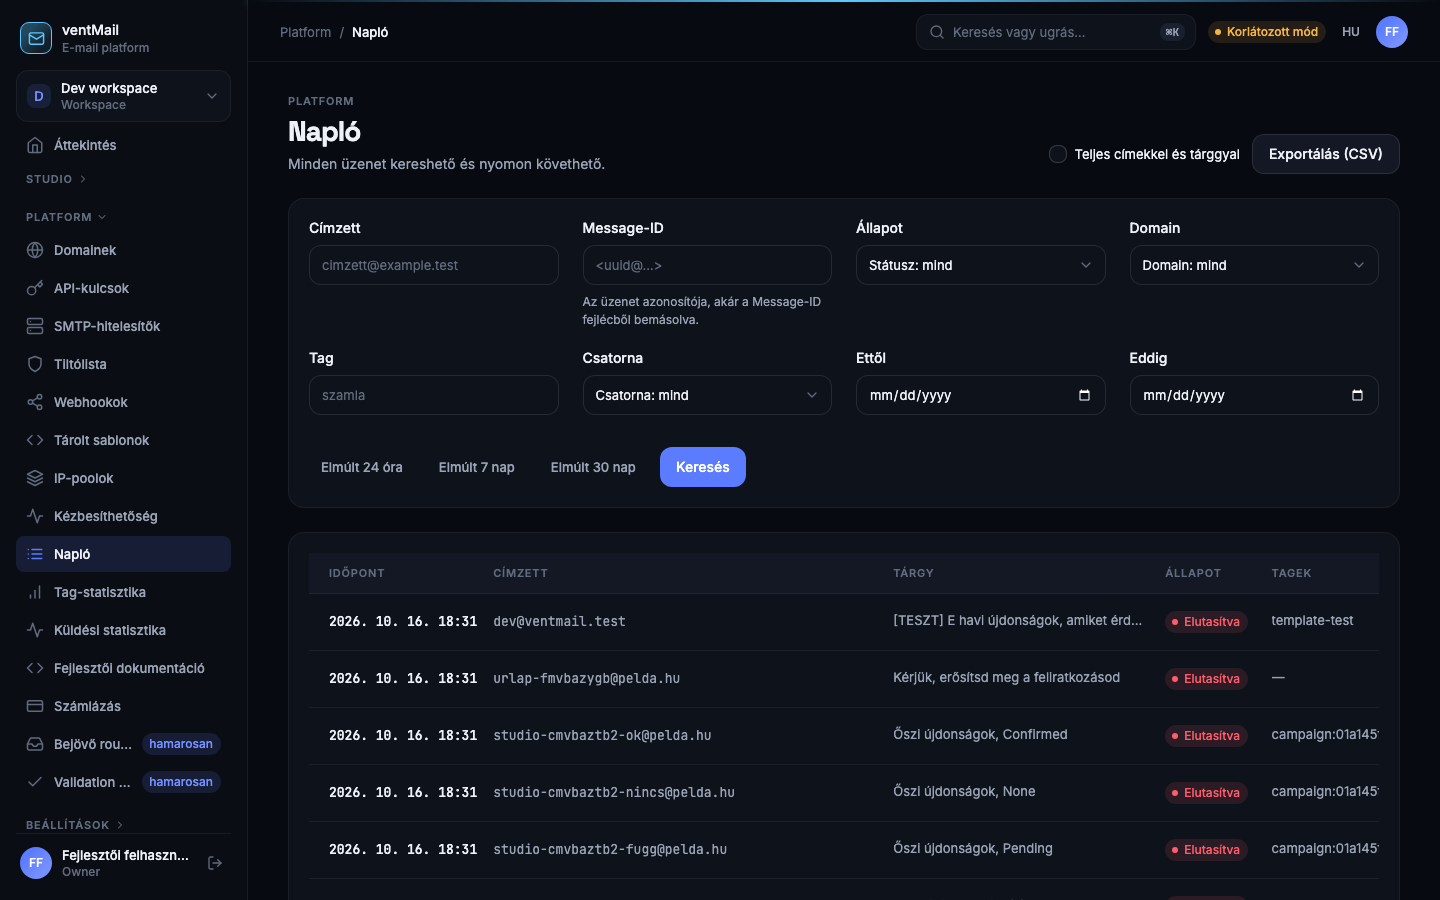 ventMail
E-mail platform
D
Dev workspace
Workspace
Áttekintés
STUDIO
PLATFORM
Domainek
API-kulcsok
SMTP-hitelesítők
Tiltólista
Webhookok
Tárolt sablonok
IP-poolok
Kézbesíthetőség
Napló
Tag-statisztika
Küldési statisztika
Fejlesztői dokumentáció
Számlázás
Bejövő rou... hamarosan
Validation ... hamarosan
BEÁLLÍTÁSOK
FF
Fejlesztői felhaszn...
Owner
Platform / Napló
Keresés vagy ugrás... ⌘K
Korlátozott mód
HU
FF
PLATFORM
Napló
Minden üzenet kereshető és nyomon követhető.
Teljes címekkel és tárggyal
Exportálás (CSV)
Címzett Message-ID Állapot Domain
cimzett@example.test <uuid@...> Státusz: mind Domain: mind
Az üzenet azonosítója, akár a Message-ID
fejlécből bemásolva.
Tag Csatorna Ettől Eddig
szamla Csatorna: mind mm/dd/yyyy mm/dd/yyyy
Elmúlt 24 óra Elmúlt 7 nap Elmúlt 30 nap Keresés
IDŐPONT CÍMZETT TÁRGY ÁLLAPOT TAGEK
2026. 10. 16. 18:31 dev@ventmail.test [TESZT] E havi újdonságok, amiket érd... Elutasítva template-test
2026. 10. 16. 18:31 urlap-fmvbazygb@pelda.hu Kérjük, erősítsd meg a feliratkozásod Elutasítva —
2026. 10. 16. 18:31 studio-cmvbaztb2-ok@pelda.hu Őszi újdonságok, Confirmed Elutasítva campaign:01a145
2026. 10. 16. 18:31 studio-cmvbaztb2-nincs@pelda.hu Őszi újdonságok, None Elutasítva campaign:01a145
2026. 10. 16. 18:31 studio-cmvbaztb2-fugg@pelda.hu Őszi újdonságok, Pending Elutasítva campaign:01a145